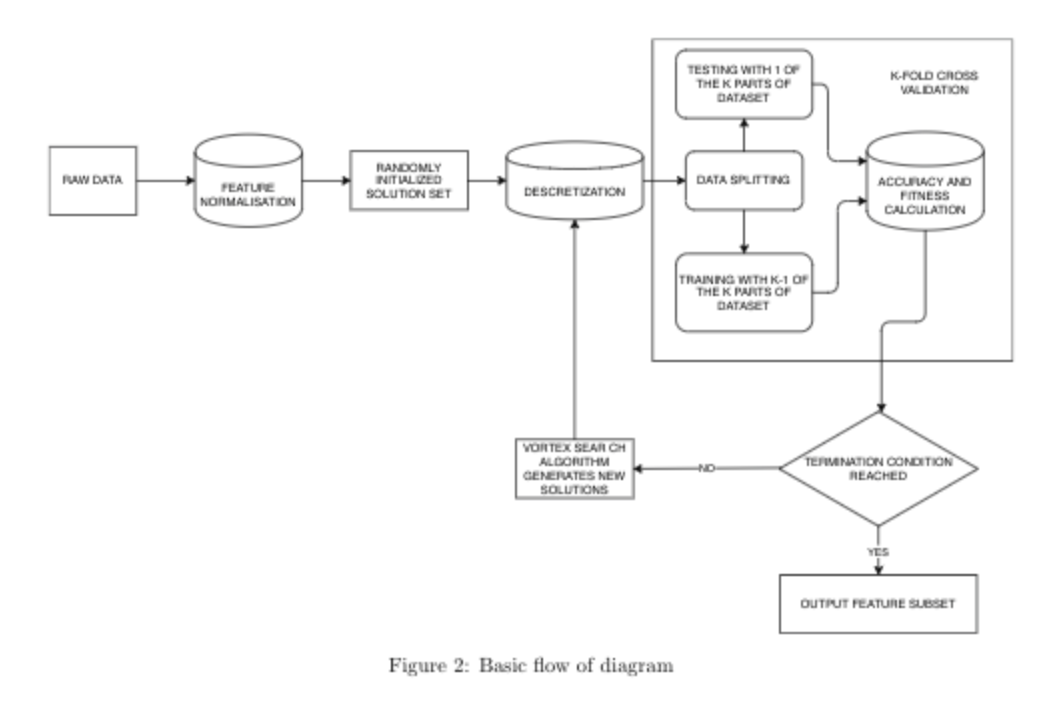 TESTING WITH 1 OF
THE K PARTS OF
DATASET
K-FOLD CROSS
VALIDATION
RAW DATA
FEATURE
NORMALISATION
RANDOMLY
INITIALIZED
SOLUTION SET
DESCRETIZATION
DATA SPLITTING
ACCURACY AND
FITNESS
CALCULATION
TRAINING WITH K-1 OF
THE K PARTS OF
DATASET
VORTEX SEAR CH
ALGORITHM
GENERATES NEW
SOLUTIONS
NO
TERMINATION CONDITION
REACHED
YES
OUTPUT FEATURE SUBSET
Figure 2: Basic flow of diagram